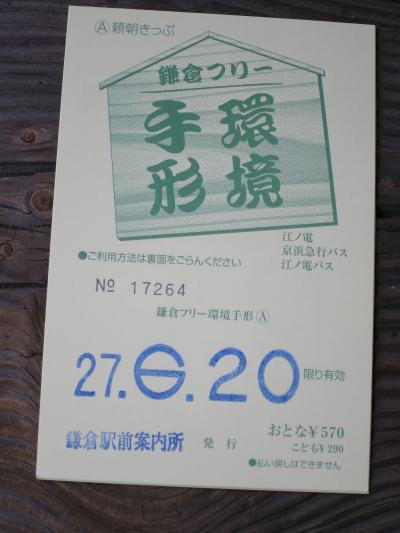 Ⓐ頼朝きっぷ
鎌倉フリー
環境
手形
江ノ電
京浜急行バス
江ノ電バス
●ご利用方法は裏面をごらんください
№ 17264
鎌倉フリー環境手形Ⓐ
27.6.20限り有効
鎌倉駅前案内所 発行
おとな¥570
こども¥290
●払い戻しはできません